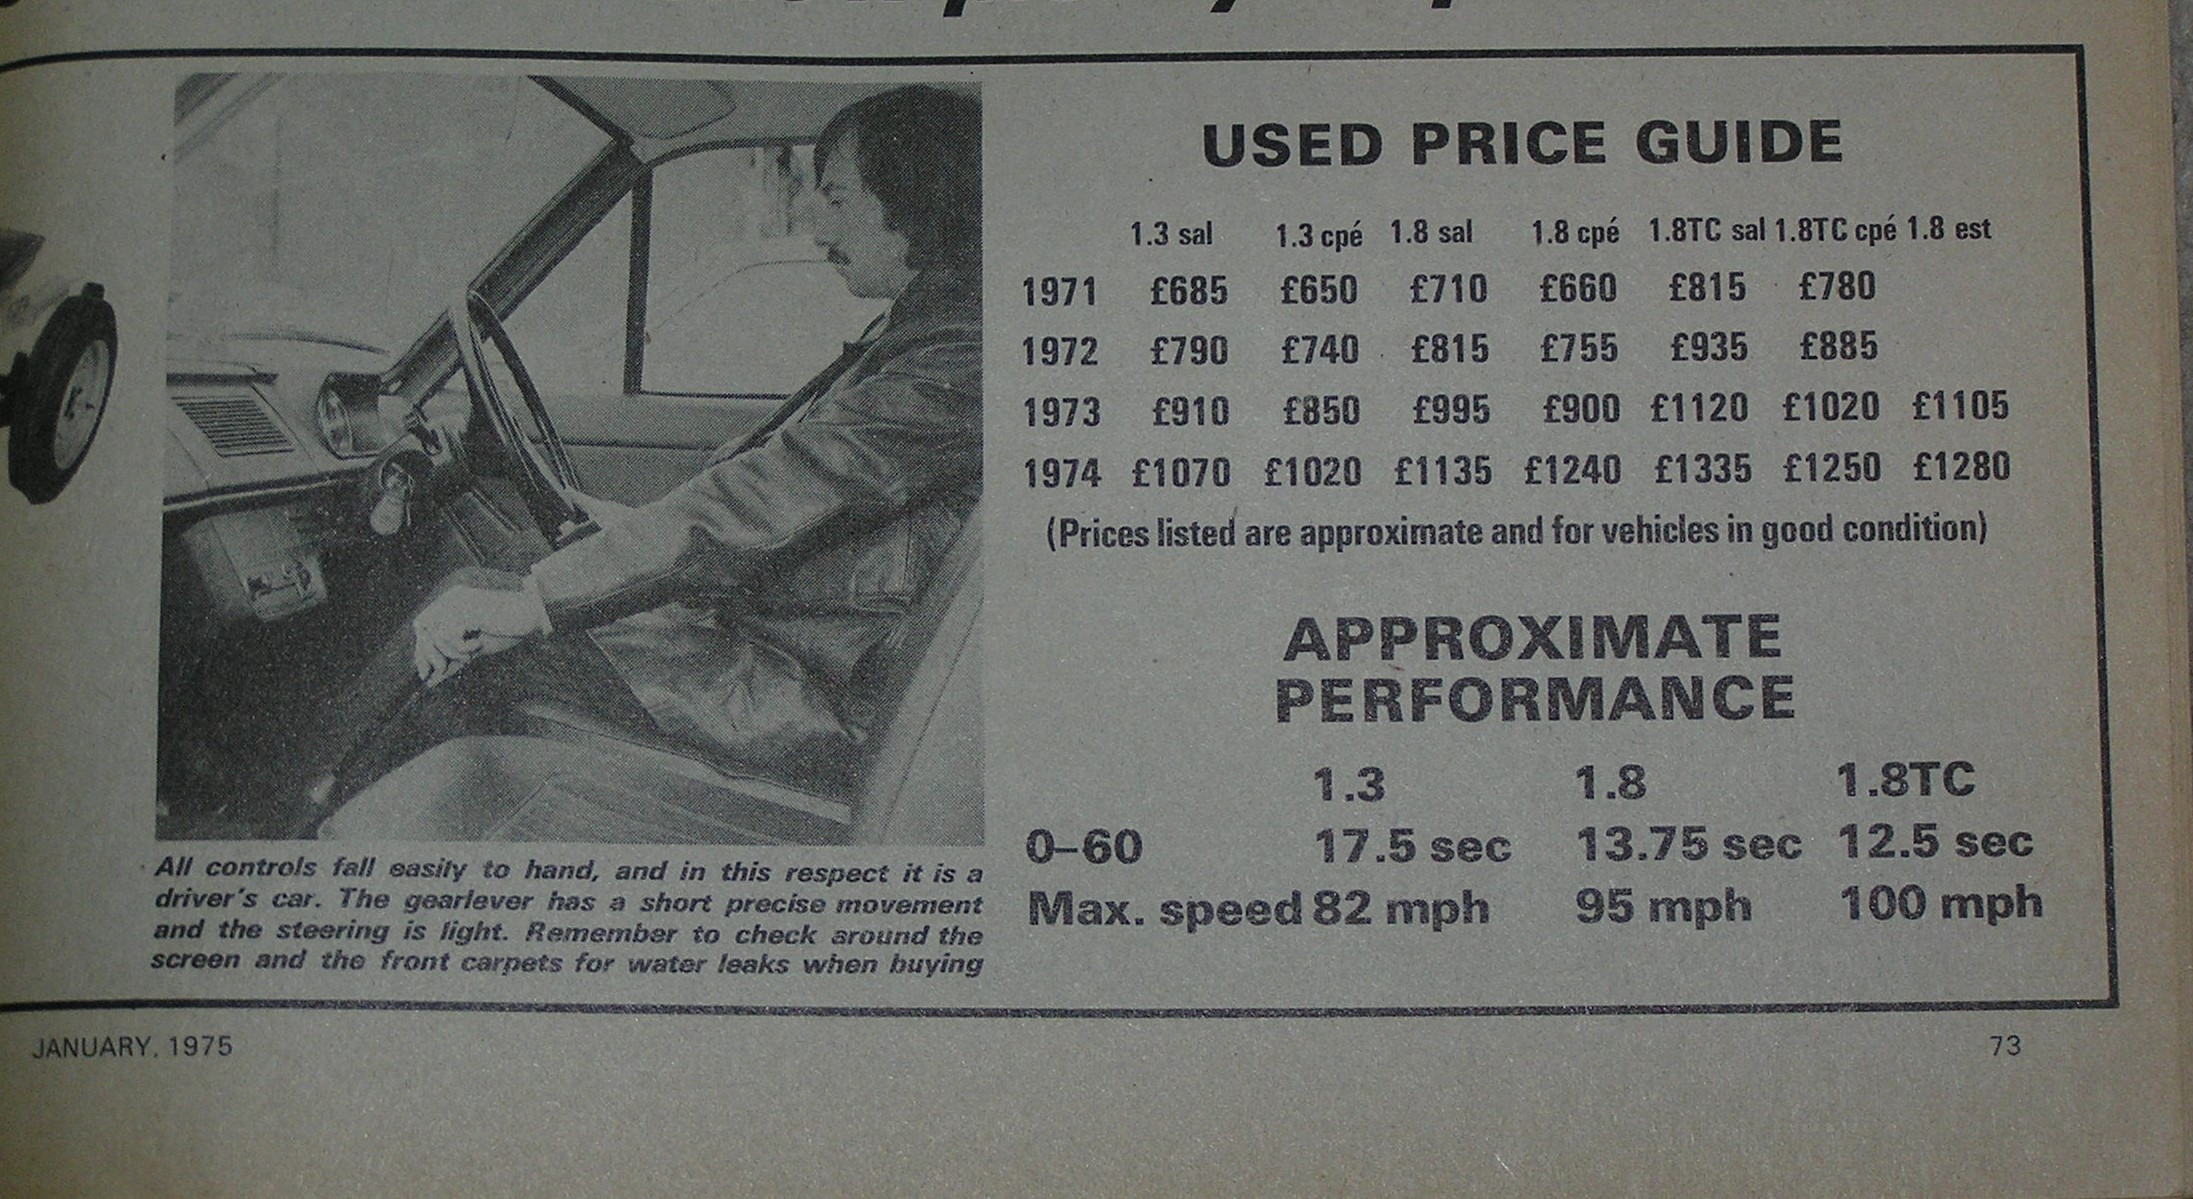 All controls fall easily to hand, and in this respect it is a
driver's car. The gearlever has a short precise movement
and the steering is light. Remember to check around the
screen and the front carpets for water leaks when buying
USED PRICE GUIDE
1.3 sal 1.3 cpé 1.8 sal 1.8 cpé 1.8TC sal 1.8TC cpé 1.8 est
1971 £685 £650 £710 £660 £815 £780
1972 £790 £740 £815 £755 £935 £885
1973 £910 £850 £995 £900 £1120 £1020 £1105
1974 £1070 £1020 £1135 £1240 £1335 £1250 £1280
(Prices listed are approximate and for vehicles in good condition)
APPROXIMATE
PERFORMANCE
1.3 1.8 1.8TC
0–60 17.5 sec 13.75 sec 12.5 sec
Max. speed 82 mph 95 mph 100 mph
JANUARY, 1975 73